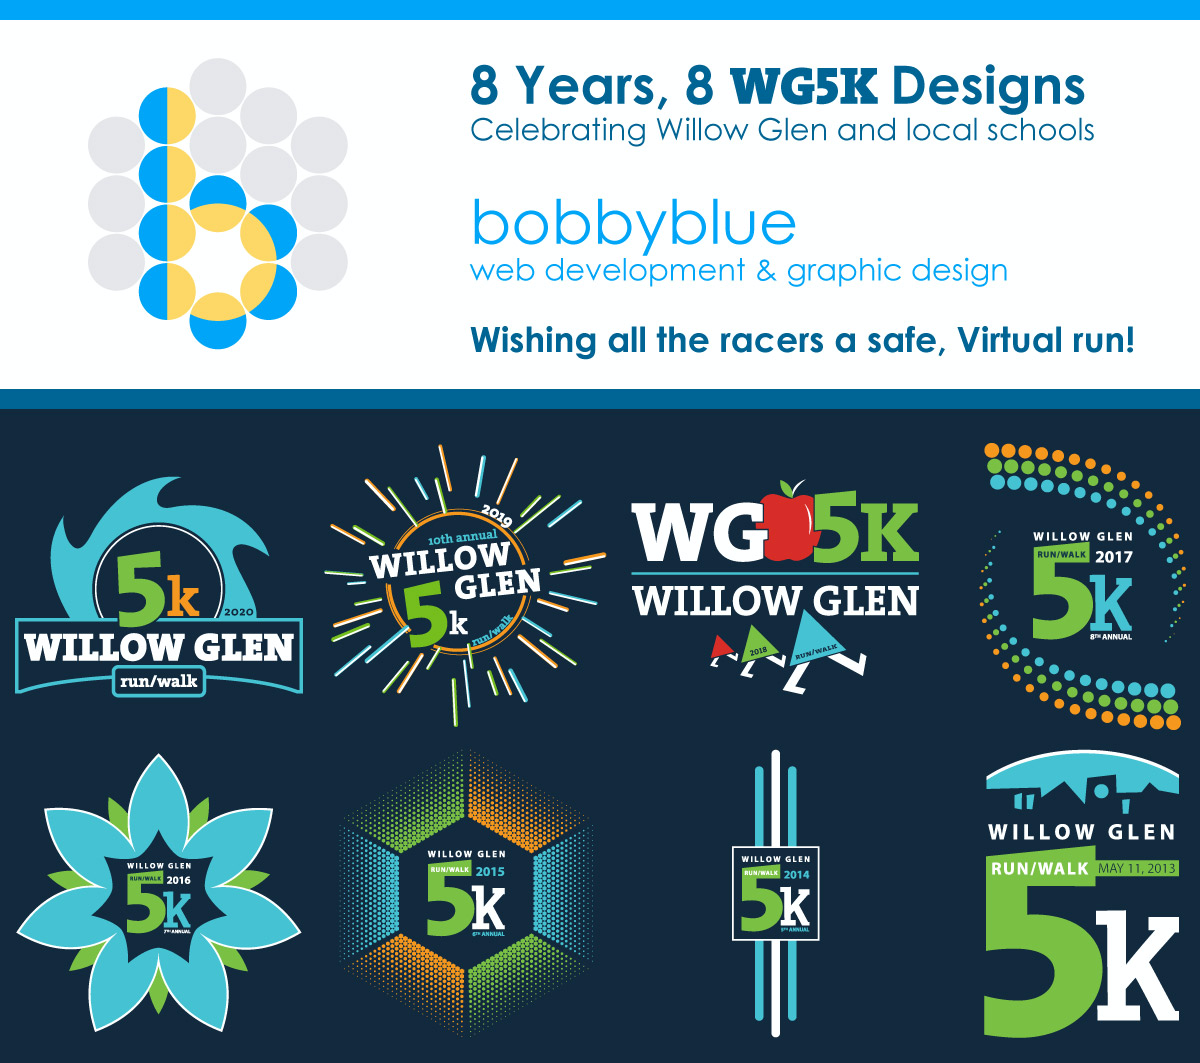 8 Years, 8 WG5K Designs
Celebrating Willow Glen and local schools
bobbyblue
web development & graphic design
Wishing all the racers a safe, Virtual run!
5k
2020
WILLOW GLEN
run/walk
2019
10th annual
WILLOW
GLEN
5k
run/walk
WG5K
WILLOW GLEN
2018
RUN/WALK
WILLOW GLEN
RUN/WALK 2017
5K
8TH ANNUAL
WILLOW GLEN
RUN/WALK 2016
5K
7TH ANNUAL
WILLOW GLEN
RUN/WALK 2015
5K
6TH ANNUAL
WILLOW GLEN
RUN/WALK 2014
5K
5TH ANNUAL
WILLOW GLEN
RUN/WALK MAY 11, 2013
5K